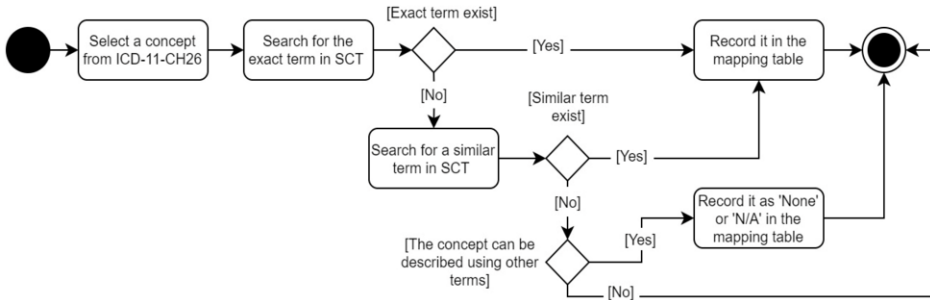 [Exact term exist]
Select a concept
from ICD-11-CH26
Search for the
exact term in SCT
[Yes]
Record it in the
mapping table
[No]
[Similar term
exist]
Search for a similar
term in SCT
[Yes]
[No]
Record it as 'None'
or 'N/A' in the
mapping table
[The concept can be
described using other
terms]
[Yes]
[No]